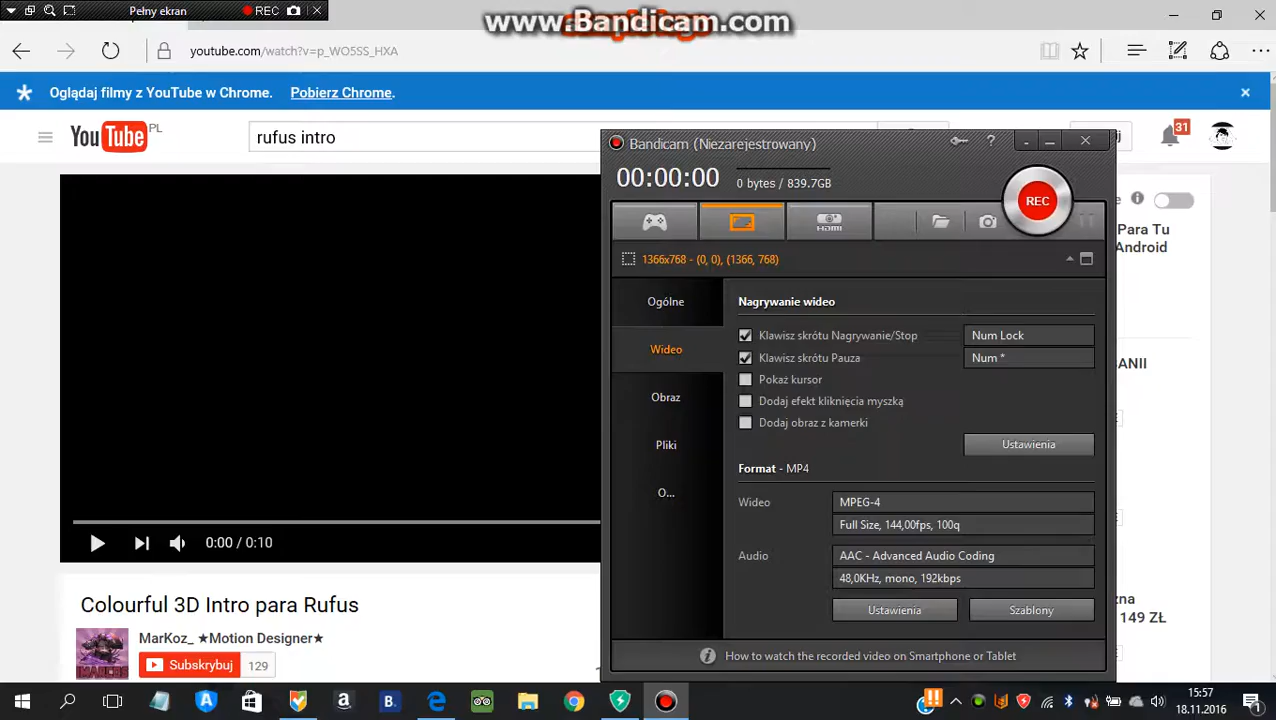 Pełny ekran
REC
www.Bandicam.com
youtube.com/watch?v=p_WO5SS_HXA
Oglądaj filmy z YouTube w Chrome. Pobierz Chrome.
YouTube PL
rufus intro
31
Bandicam (Niezarejestrowany)
00:00:00
0 bytes / 839.7GB
REC
HDMI
1366x768 - (0, 0), (1366, 768)
Para Tu
Android
Ogólne
Nagrywanie wideo
Klawisz skrótu Nagrywanie/Stop
Num Lock
Wideo
Klawisz skrótu Pauza
Num *
ANII
Pokaż kursor
Obraz
Dodaj efekt kliknięcia myszką
Dodaj obraz z kamerki
Pliki
Ustawienia
Format - MP4
O...
Wideo
MPEG-4
Full Size, 144,00fps, 100q
0:00 / 0:10
Audio
AAC - Advanced Audio Coding
48,0KHz, mono, 192kbps
Colourful 3D Intro para Rufus
Ustawienia
Szablony
zna
149 ZŁ
MarKoz_ ★Motion Designer★
Subskrybuj
129
How to watch the recorded video on Smartphone or Tablet
15:57
18.11.2016
1